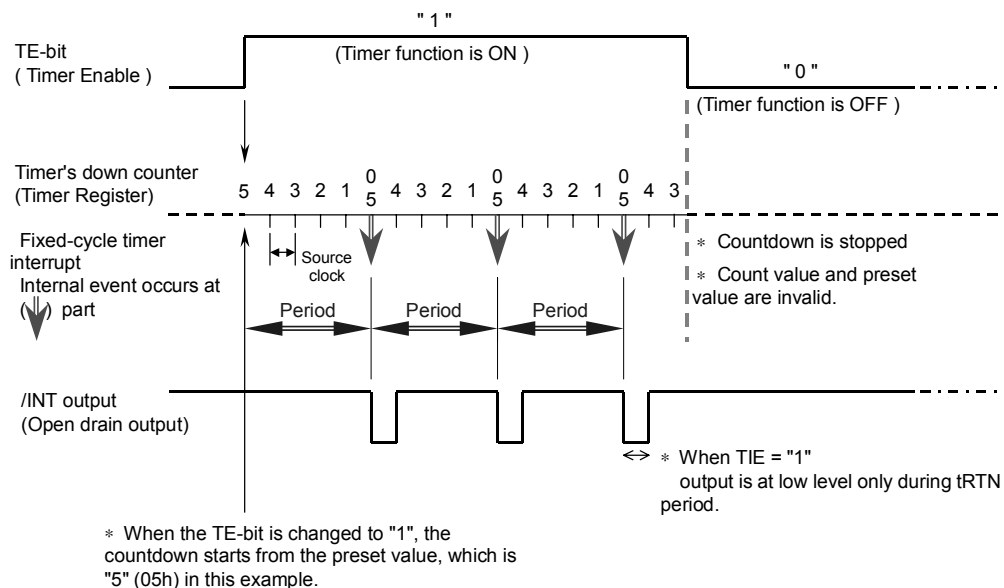 " 1 "
TE-bit
( Timer Enable )
(Timer function is ON )
" 0 "
(Timer function is OFF )
Timer's down counter
(Timer Register)
5 4 3 2 1 0 5 4 3 2 1 0 5 4 3 2 1 0 5 4 3
Fixed-cycle timer
interrupt
Internal event occurs at
( ) part
Source
clock
* Countdown is stopped
* Count value and preset
value are invalid.
Period Period Period
/INT output
(Open drain output)
* When TIE = "1"
output is at low level only during tRTN
period.
* When the TE-bit is changed to "1", the
countdown starts from the preset value, which is
"5" (05h) in this example.